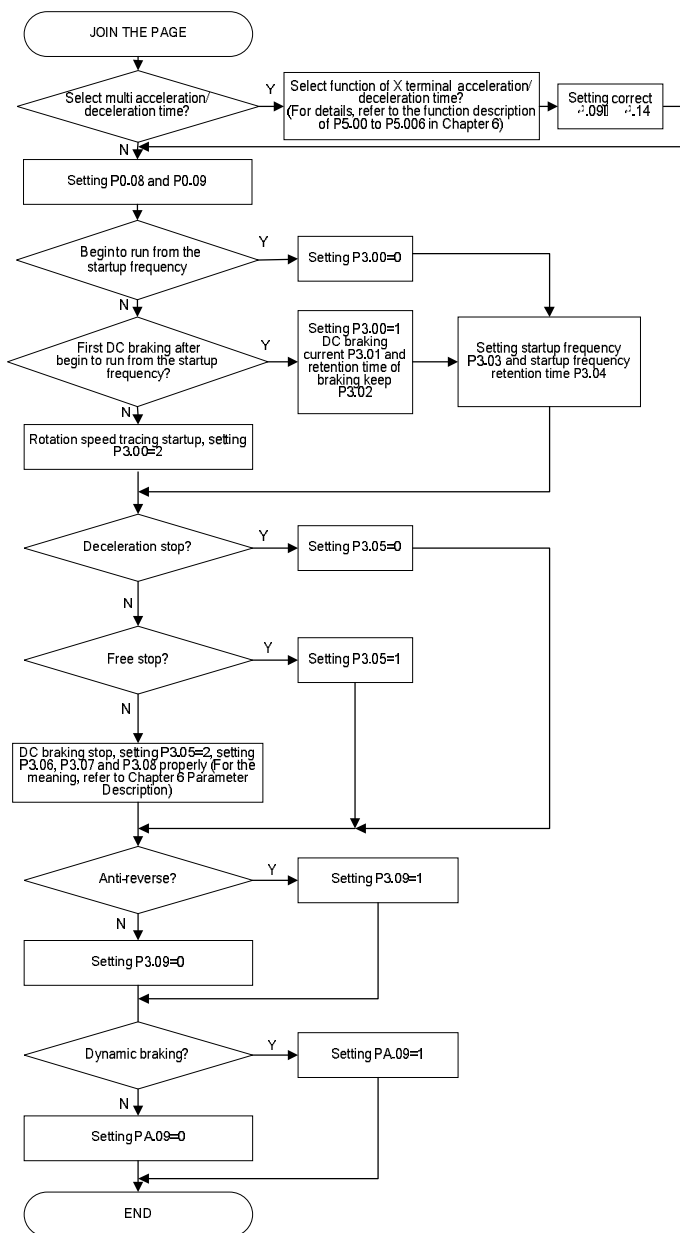 JOIN THE PAGE
Select multi acceleration/
deceleration time?
Y
Select function of X terminal acceleration/
deceleration time?
(For details, refer to the function description
of P5.00 to P5.006 in Chapter 6)
Setting correct
.09 .14
N
Setting P0.08 and P0.09
Begin to run from the
startup frequency
Y
Setting P3.00=0
N
First DC braking after
begin to run from the startup
frequency?
Y
Setting P3.00=1
DC braking
current P3.01 and
retention time of
braking keep
P3.02
Setting startup frequency
P3.03 and startup frequency
retention time P3.04
N
Rotation speed tracing startup, setting
P3.00=2
Deceleration stop?
Y
Setting P3.05=0
N
Free stop?
Y
Setting P3.05=1
N
DC braking stop, setting P3.05=2, setting
P3.06, P3.07 and P3.08 properly (For the
meaning, refer to Chapter 6 Parameter
Description)
Anti-reverse?
Y
Setting P3.09=1
N
Setting P3.09=0
Dynamic braking?
Y
Setting PA.09=1
N
Setting PA.09=0
END